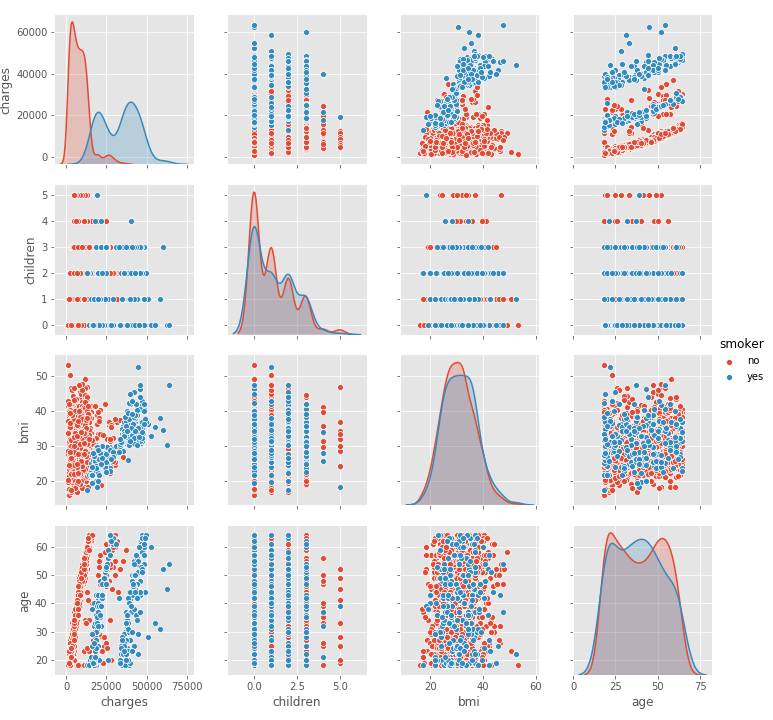 60000
40000
20000
0
charges
5
4
3
2
1
0
children
smoker
no
yes
50
40
30
20
bmi
60
50
40
30
20
age
0 25000 50000 75000
0.0 2.5 5.0
20 40 60
0 25 50 75
charges children bmi age